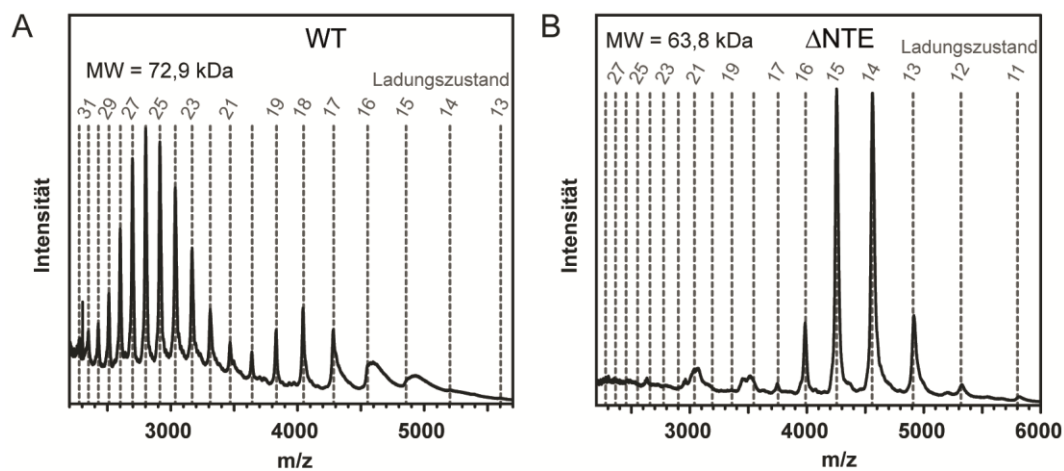 A
WT
MW = 72,9 kDa
Ladungszustand
31 29 27 25 23 21 19 18 17 16 15 14 13
Intensität
3000 4000 5000
m/z
B
MW = 63,8 kDa ΔNTE
Ladungszustand
27 25 23 21 19 17 16 15 14 13 12 11
Intensität
3000 4000 5000 6000
m/z